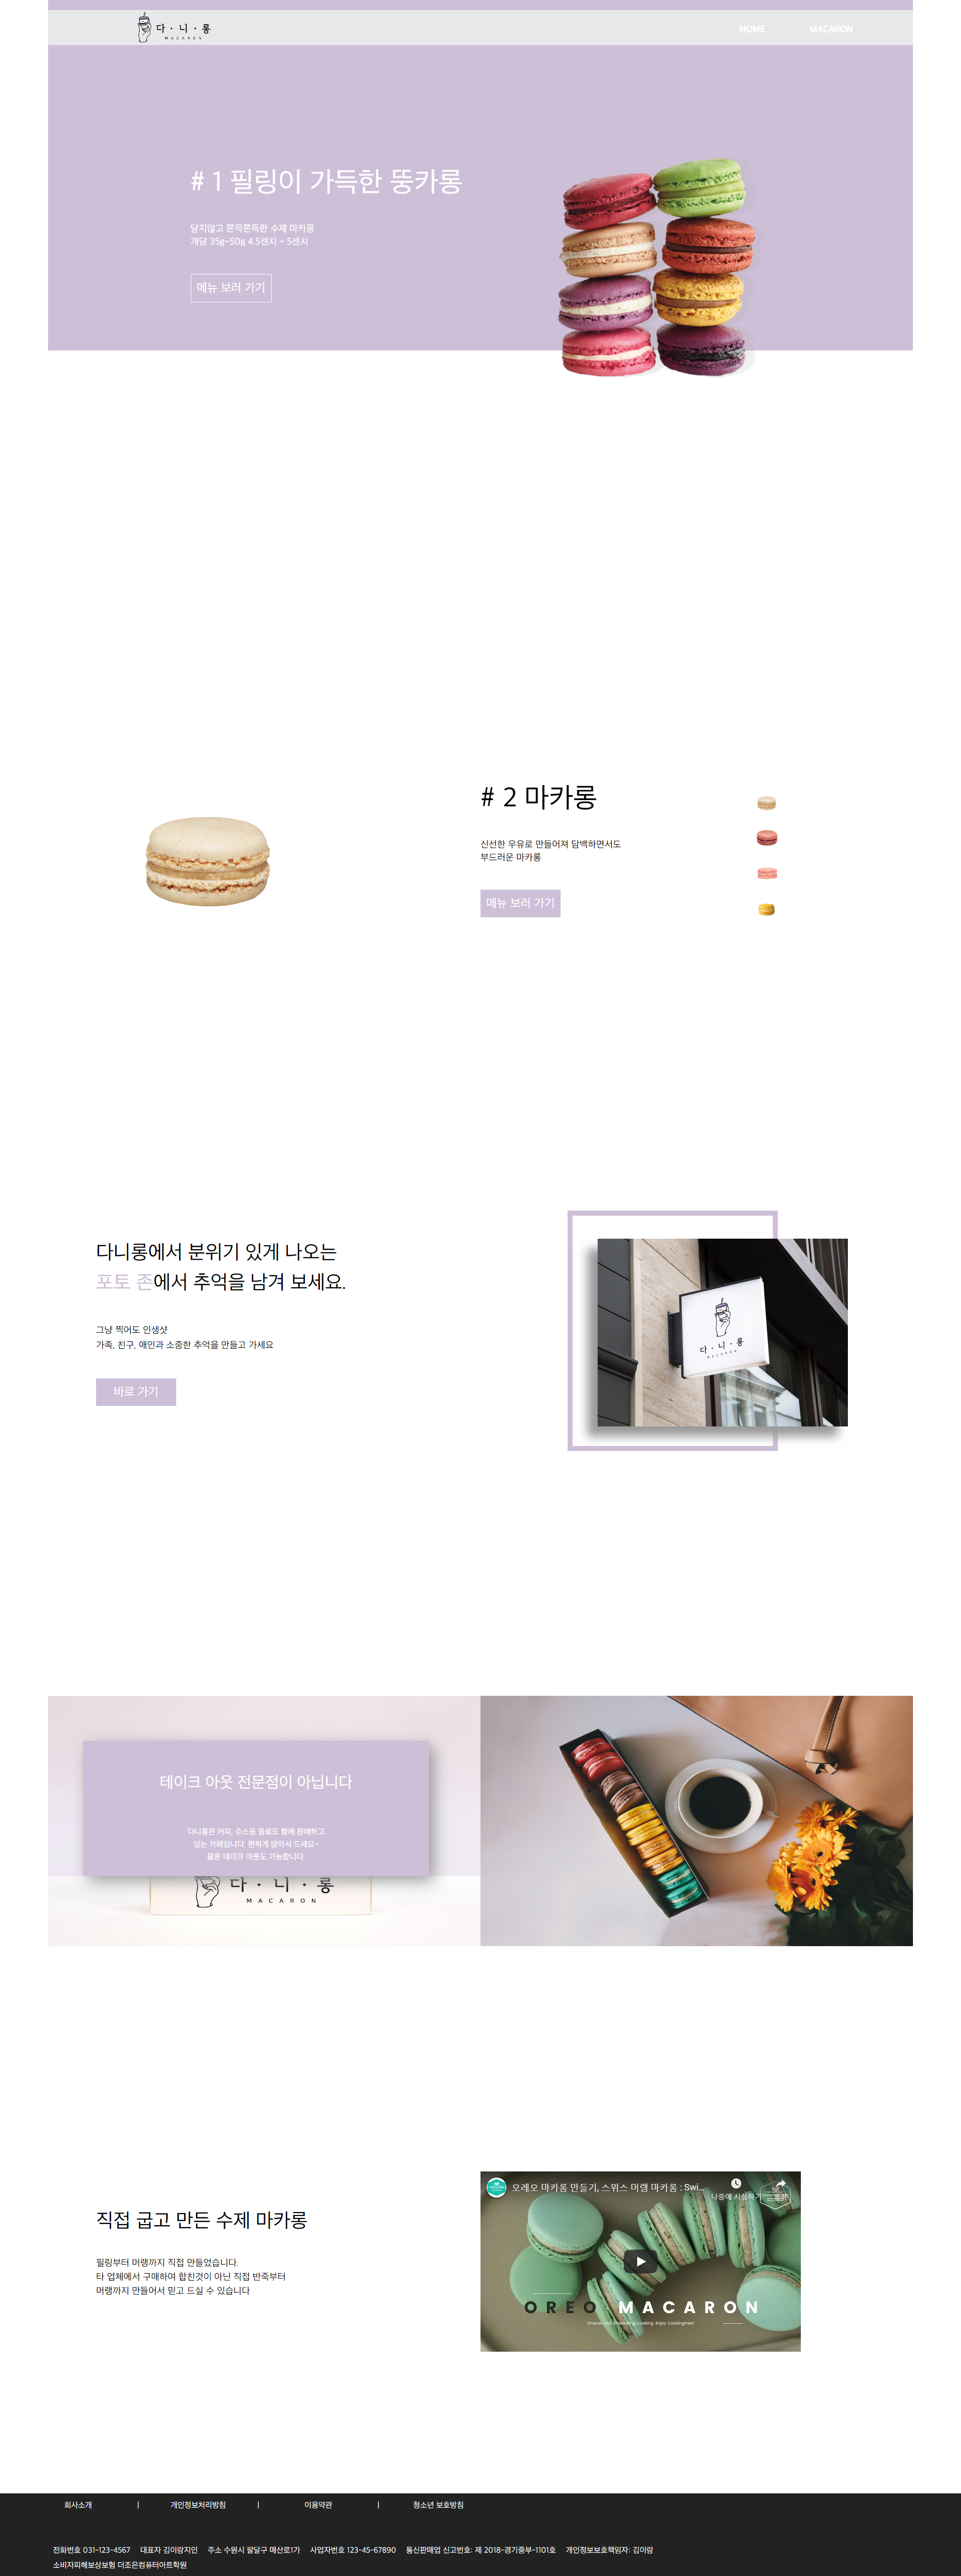 다·니·롱
MACARON
HOME
MACARON
# 1 필링이 가득한 뚱카롱
달지않고 쫀득쫀득한 수제 마카롱
개당 35g~50g 4.5센치 ~ 5센치
메뉴 보러 가기
# 2 마카롱
신선한 우유로 만들어져 담백하면서도
부드러운 마카롱
메뉴 보러 가기
다니롱에서 분위기 있게 나오는
포토 존에서 추억을 남겨 보세요.
그냥 찍어도 인생샷
가족, 친구, 애인과 소중한 추억을 만들고 가세요
바로 가기
다·니·롱
MACARON
테이크 아웃 전문점이 아닙니다
다니롱은 커피, 쥬스등 음료도 함께 판매하고
있는 카페입니다. 편하게 앉아서 드세요~
물론 테이크 아웃도 가능합니다.
다·니·롱
MACARON
직접 굽고 만든 수제 마카롱
필링부터 머랭까지 직접 만들었습니다.
타 업체에서 구매하여 합친것이 아닌 직접 반죽부터
머랭까지 만들어서 믿고 드실 수 있습니다
오레오 마카롱 만들기, 스위스 머랭 마카롱 : Swi...
나중에 시청하기
OREO MACARON
회사소개 | 개인정보처리방침 | 이용약관 | 청소년 보호방침
전화번호 031-123-4567 대표자 김이랑지인 주소 수원시 팔달구 매산로1가 사업자번호 123-45-67890 통신판매업 신고번호: 제 2018-경기중부-1101호 개인정보보호책임자: 김이랑
소비자피해보상보험 더조은컴퓨터아트학원